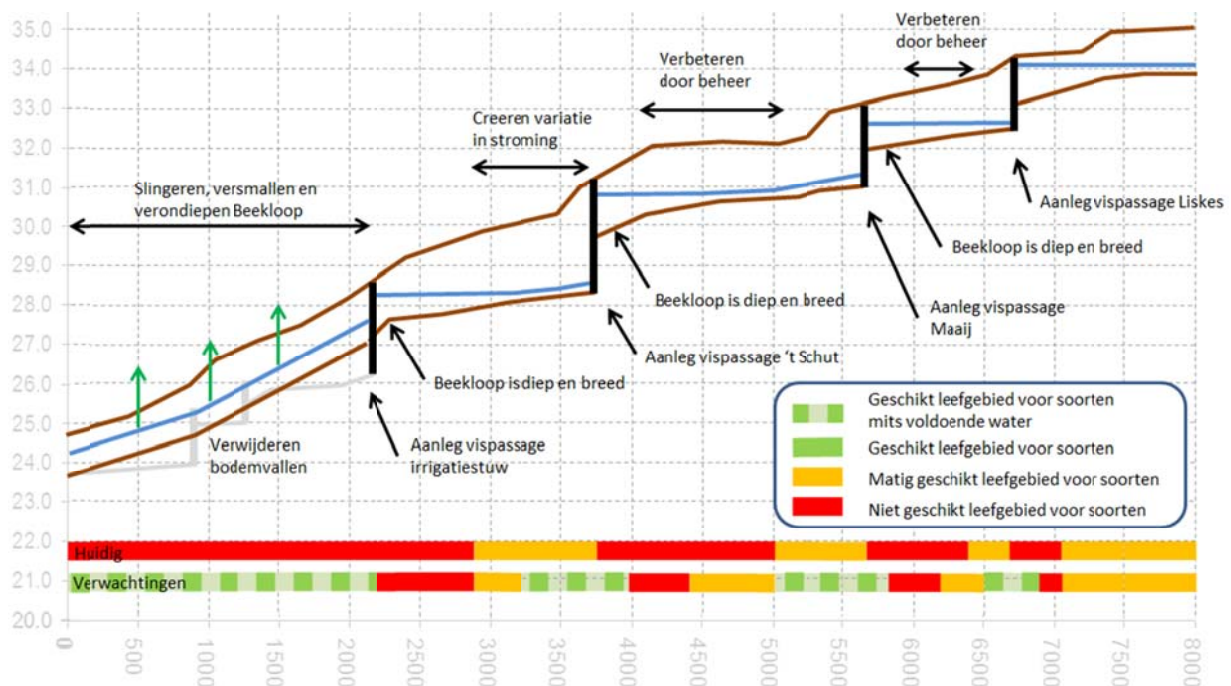 35.0
34.0
33.0
32.0
31.0
30.0
29.0
28.0
27.0
26.0
25.0
24.0
23.0
22.0
21.0
20.0
Verbeteren
door beheer
Verbeteren
door beheer
Creeren variatie
in stroming
Slingeren, versmallen en
verondiepen Beekloop
Aanleg vispassage Liskes
Beekloop is diep en breed
Beekloop is diep en breed
Aanleg vispassage
Maaij
Aanleg vispassage 't Schut
Beekloop isdiep en breed
Verwijderen
bodemvallen
Aanleg vispassage
irrigatiestuw
Geschikt leefgebied voor soorten
mits voldoende water
Geschikt leefgebied voor soorten
Matig geschikt leefgebied voor soorten
Niet geschikt leefgebied voor soorten
Huidig
Verwachtingen
0
500
1000
1500
2000
2500
3000
3500
4000
4500
5000
5500
6000
6500
7000
7500
8000